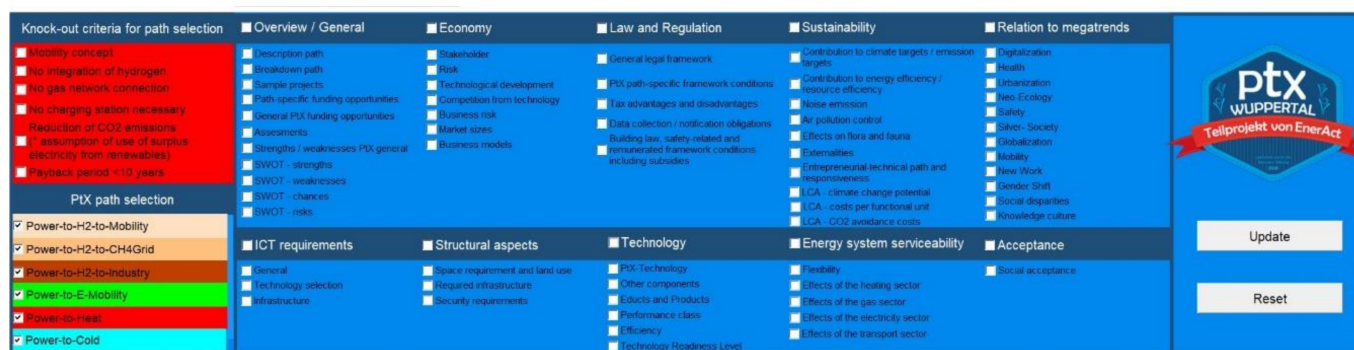 Knock-out criteria for path selection
Mobility concept
No integration of hydrogen
No gas network connection
No charging station necessary
Reduction of CO2 emissions
(* assumption of use of surplus
electricity from renewables)
Payback period <10 years
PtX path selection
Power-to-H2-to-Mobility
Power-to-H2-to-CH4Grid
Power-to-H2-to-Industry
Power-to-E-Mobility
Power-to-Heat
Power-to-Cold
Overview / General
Description path
Breakdown path
Sample projects
Path-specific funding opportunities
General PtX funding opportunities
Assesments
Strengths / weaknesses PtX general
SWOT - strengths
SWOT - weaknesses
SWOT - chances
SWOT - risks
Economy
Stakeholder
Risk
Technological development
Competition from technology
Business risk
Market sizes
Business models
Law and Regulation
General legal framework
PtX path-specific framework conditions
Tax advantages and disadvantages
Data collection / notification obligations
Building law, safety-related and
remunerated framework conditions
including subsidies
Sustainability
Contribution to climate targets / emission
targets
Contribution to energy efficiency /
resource efficiency
Noise emission
Air pollution control
Effects on flora and fauna
Externalities
Entrepreneurial-technical path and
responsiveness
LCA - climate change potential
LCA - costs per functional unit
LCA - CO2 avoidance costs
Relation to megatrends
Digitalization
Health
Urbanization
Neo-Ecology
Safety
Silver- Society
Globalization
Mobility
New Work
Gender Shift
Social disparities
Knowledge culture
ICT requirements
General
Technology selection
Infrastructure
Structural aspects
Space requirement and land use
Required infrastructure
Security requirements
Technology
PtX-Technology
Other components
Educts and Products
Performance class
Efficiency
Technology Readiness Level
Energy system serviceability
Flexibility
Effects of the heating sector
Effects of the gas sector
Effects of the electricity sector
Effects of the transport sector
Acceptance
Social acceptance
ptx
WUPPERTAL
Teilprojekt von EnerAct
Update
Reset